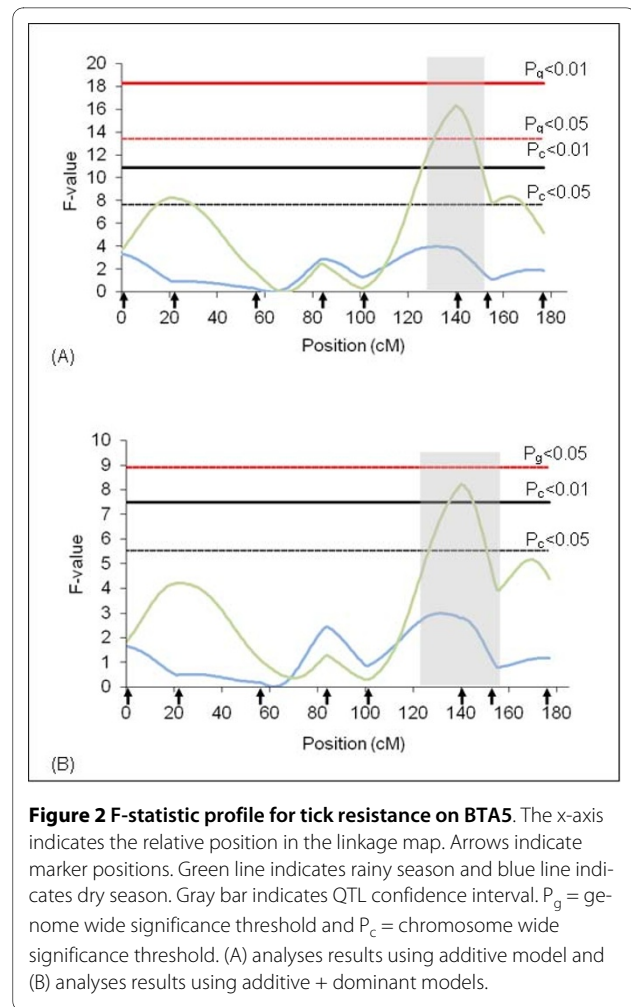 20
18
16
14
12
10
8
6
4
2
0
F-value
Pg<0.01
Pg<0.05
Pc<0.01
Pc<0.05
0 20 40 60 80 100 120 140 160 180
Position (cM)
(A)
10
9
8
7
6
5
4
3
2
1
0
F-value
Pg<0.05
Pc<0.01
Pc<0.05
0 20 40 60 80 100 120 140 160 180
Position (cM)
(B)
Figure 2 F-statistic profile for tick resistance on BTA5. The x-axis
indicates the relative position in the linkage map. Arrows indicate
marker positions. Green line indicates rainy season and blue line indi-
cates dry season. Gray bar indicates QTL confidence interval. Pg = ge-
nome wide significance threshold and Pc = chromosome wide
significance threshold. (A) analyses results using additive model and
(B) analyses results using additive + dominant models.